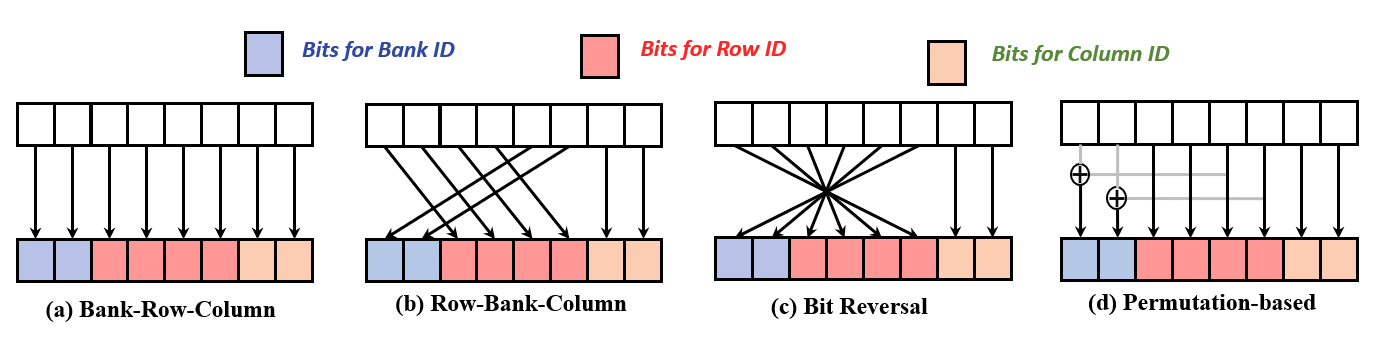 Bits for Bank ID
Bits for Row ID
Bits for Column ID
(a) Bank-Row-Column
(b) Row-Bank-Column
(c) Bit Reversal
(d) Permutation-based